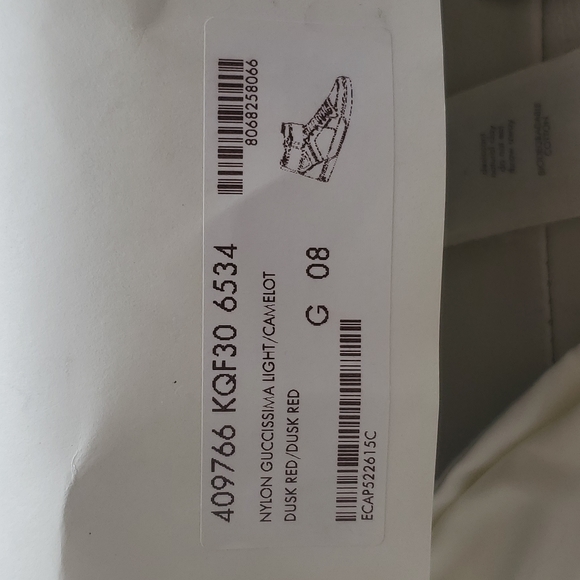 8068258066
409766 KQF30 6534
NYLON GUCCISSIMA LIGHT/CAMELOT
DUSK RED/DUSK RED
G 08
ECAP522615C